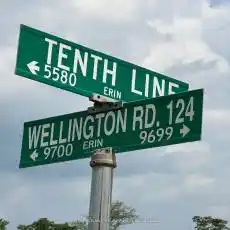 TENTH LINE
← 5580 ERIN
WELLINGTON RD. 124
← 9700 ERIN 9699 →